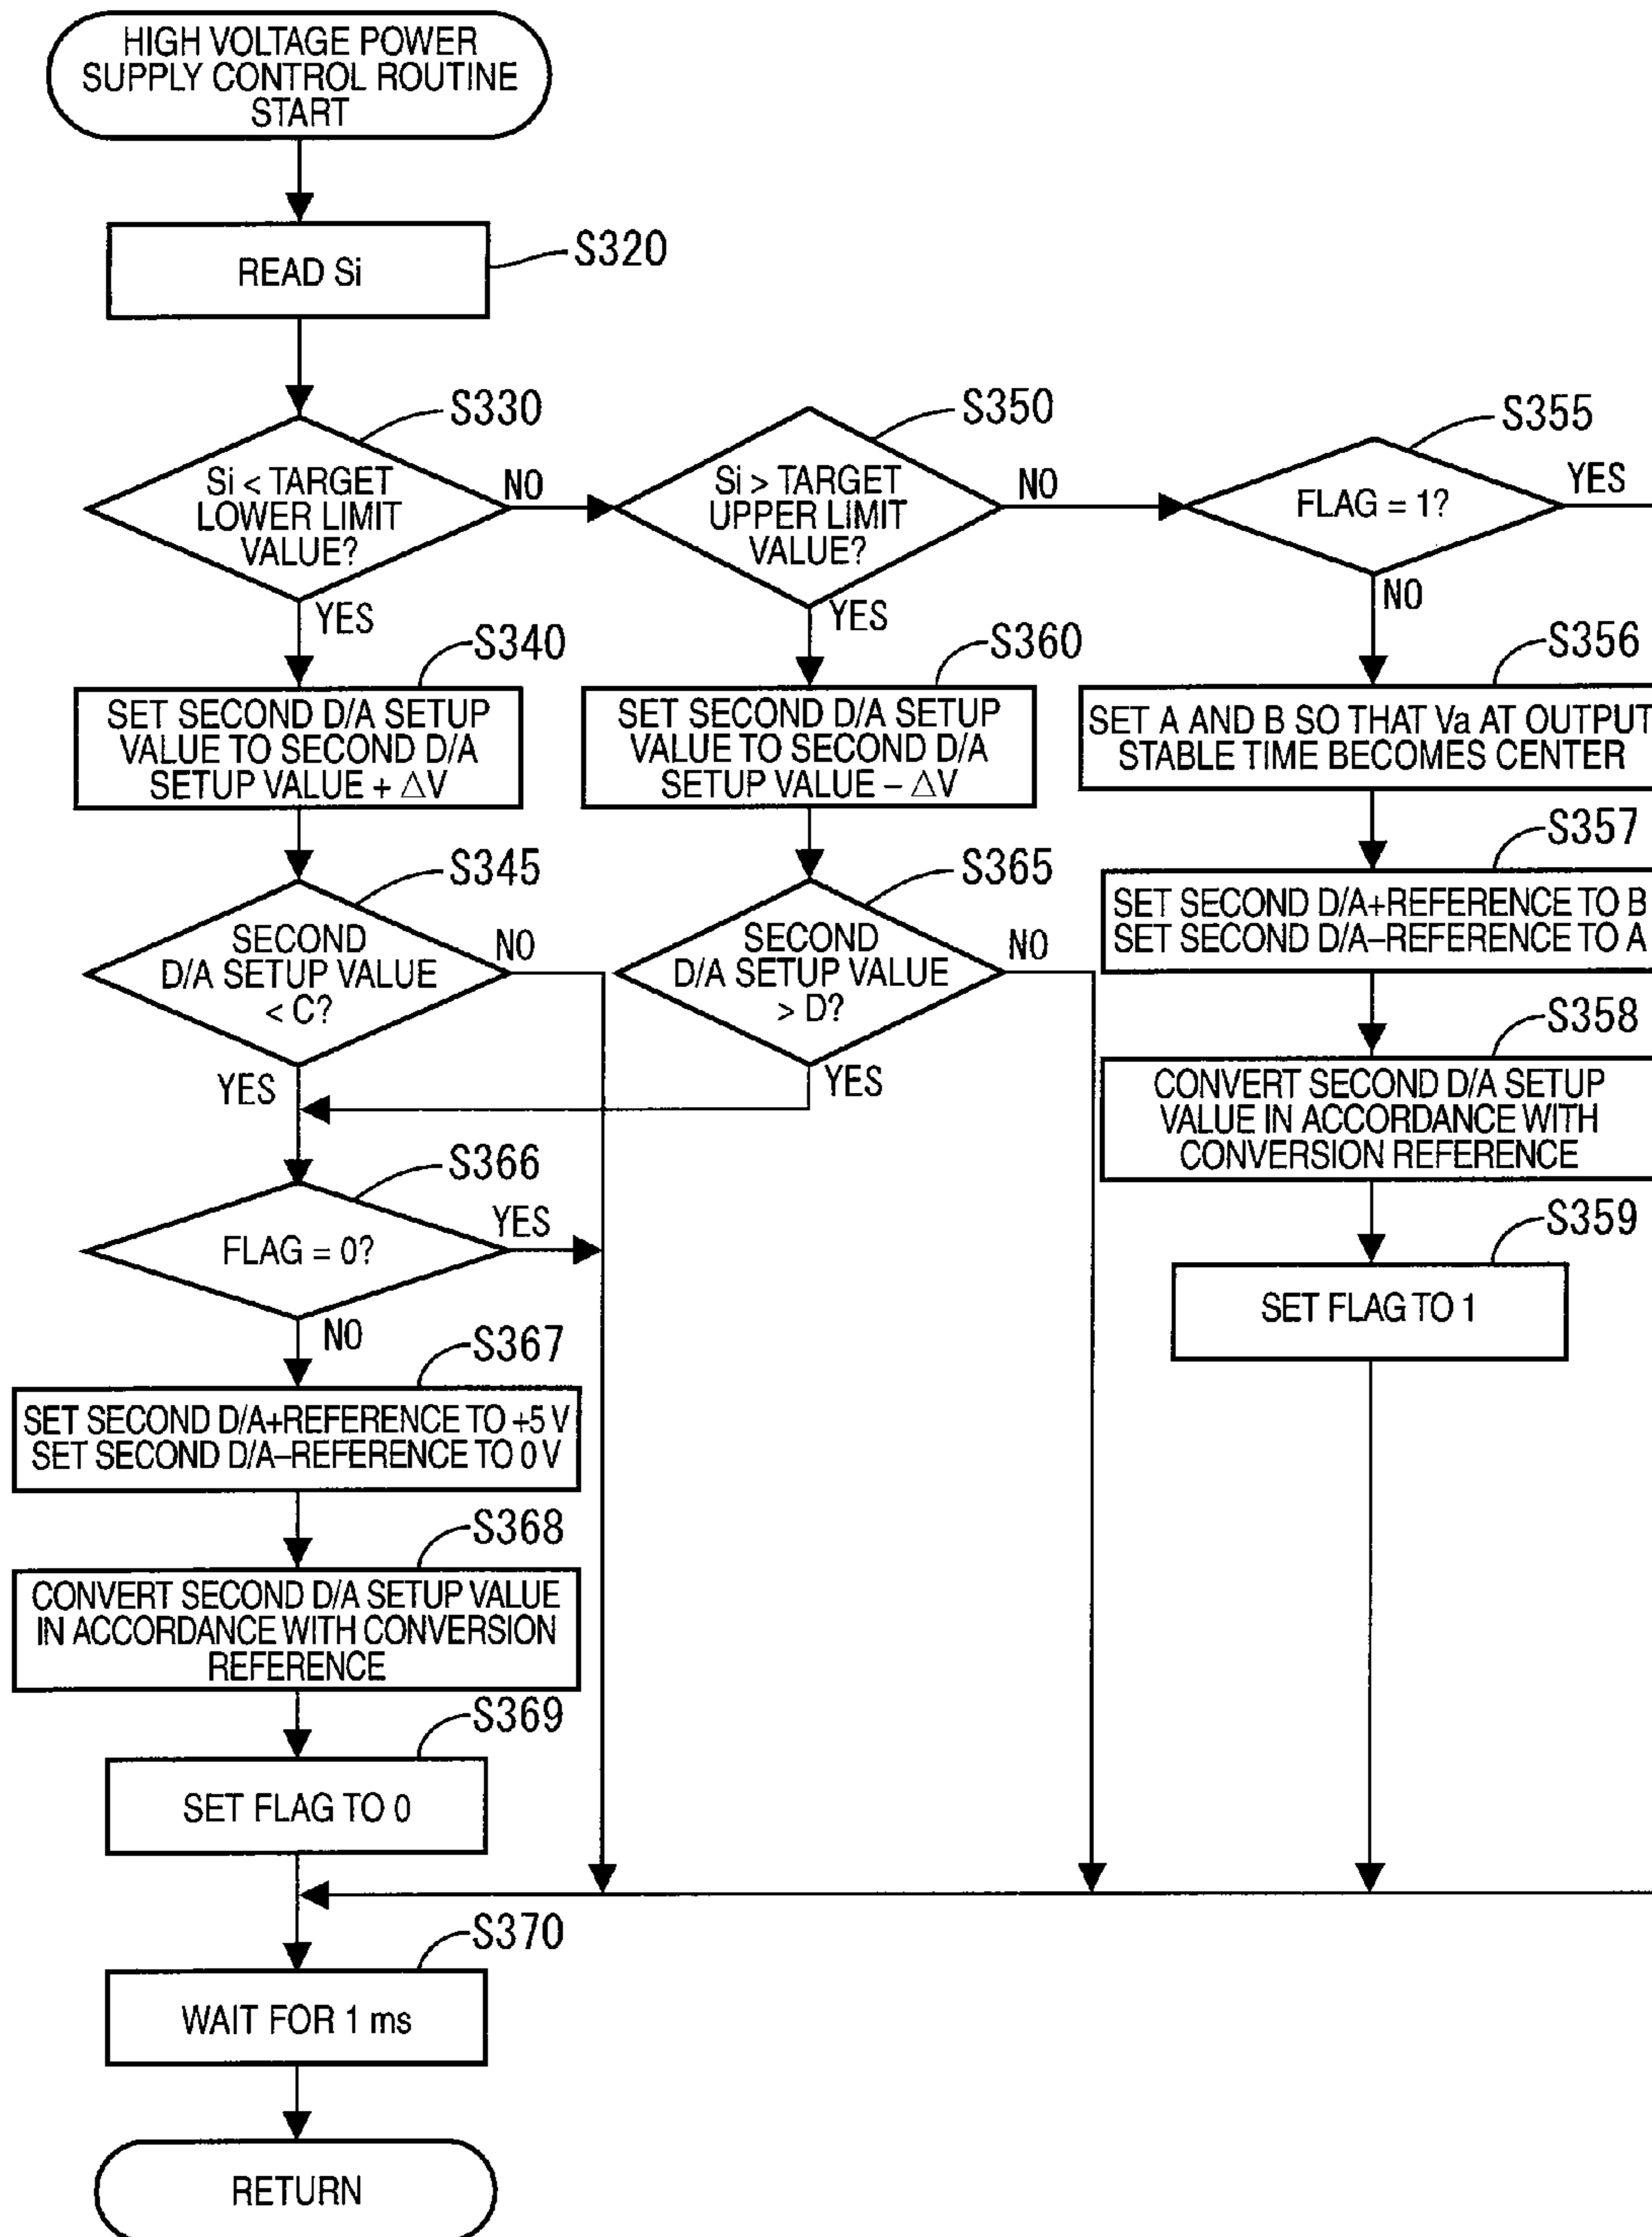 HIGH VOLTAGE POWER
SUPPLY CONTROL ROUTINE
START
READ Si
S320
Si < TARGET
LOWER LIMIT
VALUE?
S330
NO
YES
Si > TARGET
UPPER LIMIT
VALUE?
S350
NO
YES
FLAG = 1?
S355
YES
NO
SET SECOND D/A SETUP
VALUE TO SECOND D/A
SETUP VALUE + △V
S340
SET SECOND D/A SETUP
VALUE TO SECOND D/A
SETUP VALUE – △V
S360
SET A AND B SO THAT Va AT OUTPUT
STABLE TIME BECOMES CENTER
S356
SET SECOND D/A+REFERENCE TO B
SET SECOND D/A–REFERENCE TO A
S357
SECOND
D/A SETUP VALUE
< C?
S345
NO
YES
SECOND
D/A SETUP VALUE
> D?
S365
NO
YES
CONVERT SECOND D/A SETUP
VALUE IN ACCORDANCE WITH
CONVERSION REFERENCE
S358
SET FLAG TO 1
S359
FLAG = 0?
S366
YES
NO
SET SECOND D/A+REFERENCE TO +5 V
SET SECOND D/A–REFERENCE TO 0 V
S367
CONVERT SECOND D/A SETUP VALUE
IN ACCORDANCE WITH CONVERSION
REFERENCE
S368
SET FLAG TO 0
S369
WAIT FOR 1 ms
S370
RETURN